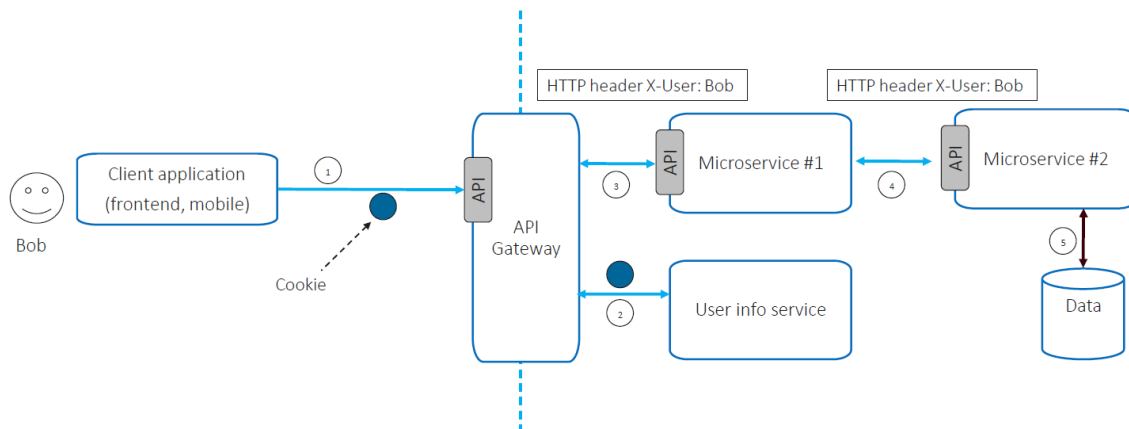 HTTP header X-User: Bob
HTTP header X-User: Bob
Client application
(frontend, mobile)
Bob
1
Cookie
API
API
Gateway
API
Microservice #1
3
4
API
Microservice #2
2
User info service
5
Data